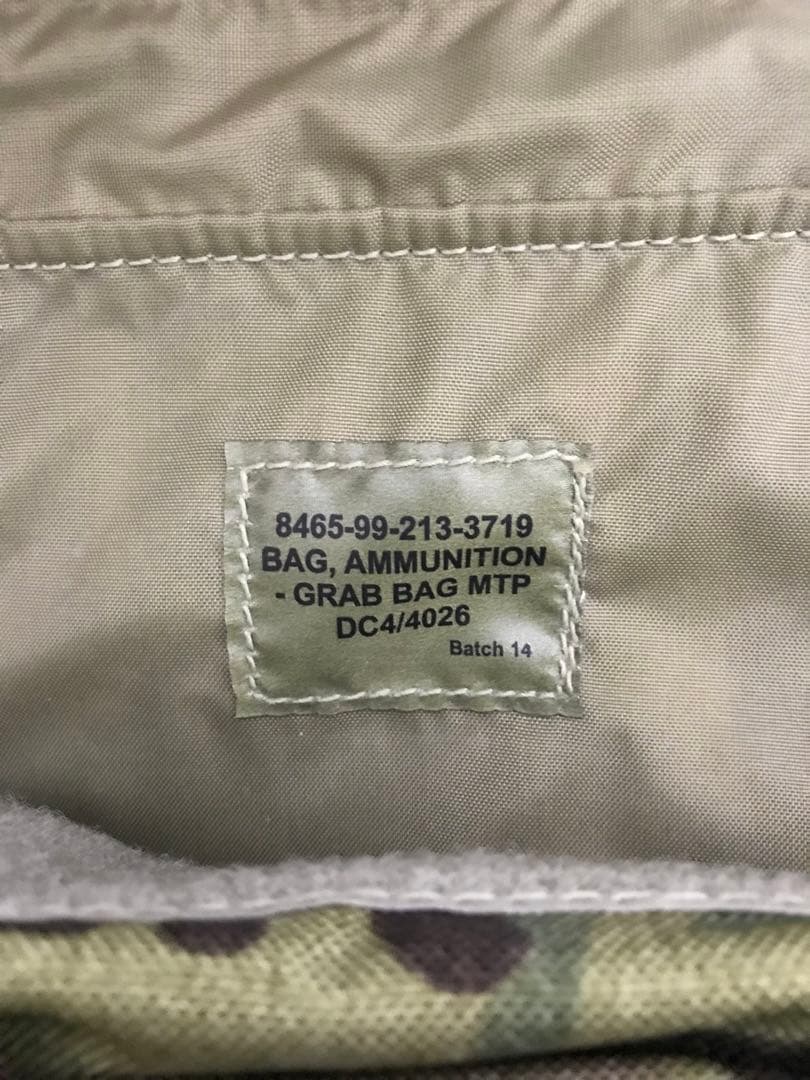 8465-99-213-3719
BAG, AMMUNITION
- GRAB BAG MTP
DC4/4026
Batch 14